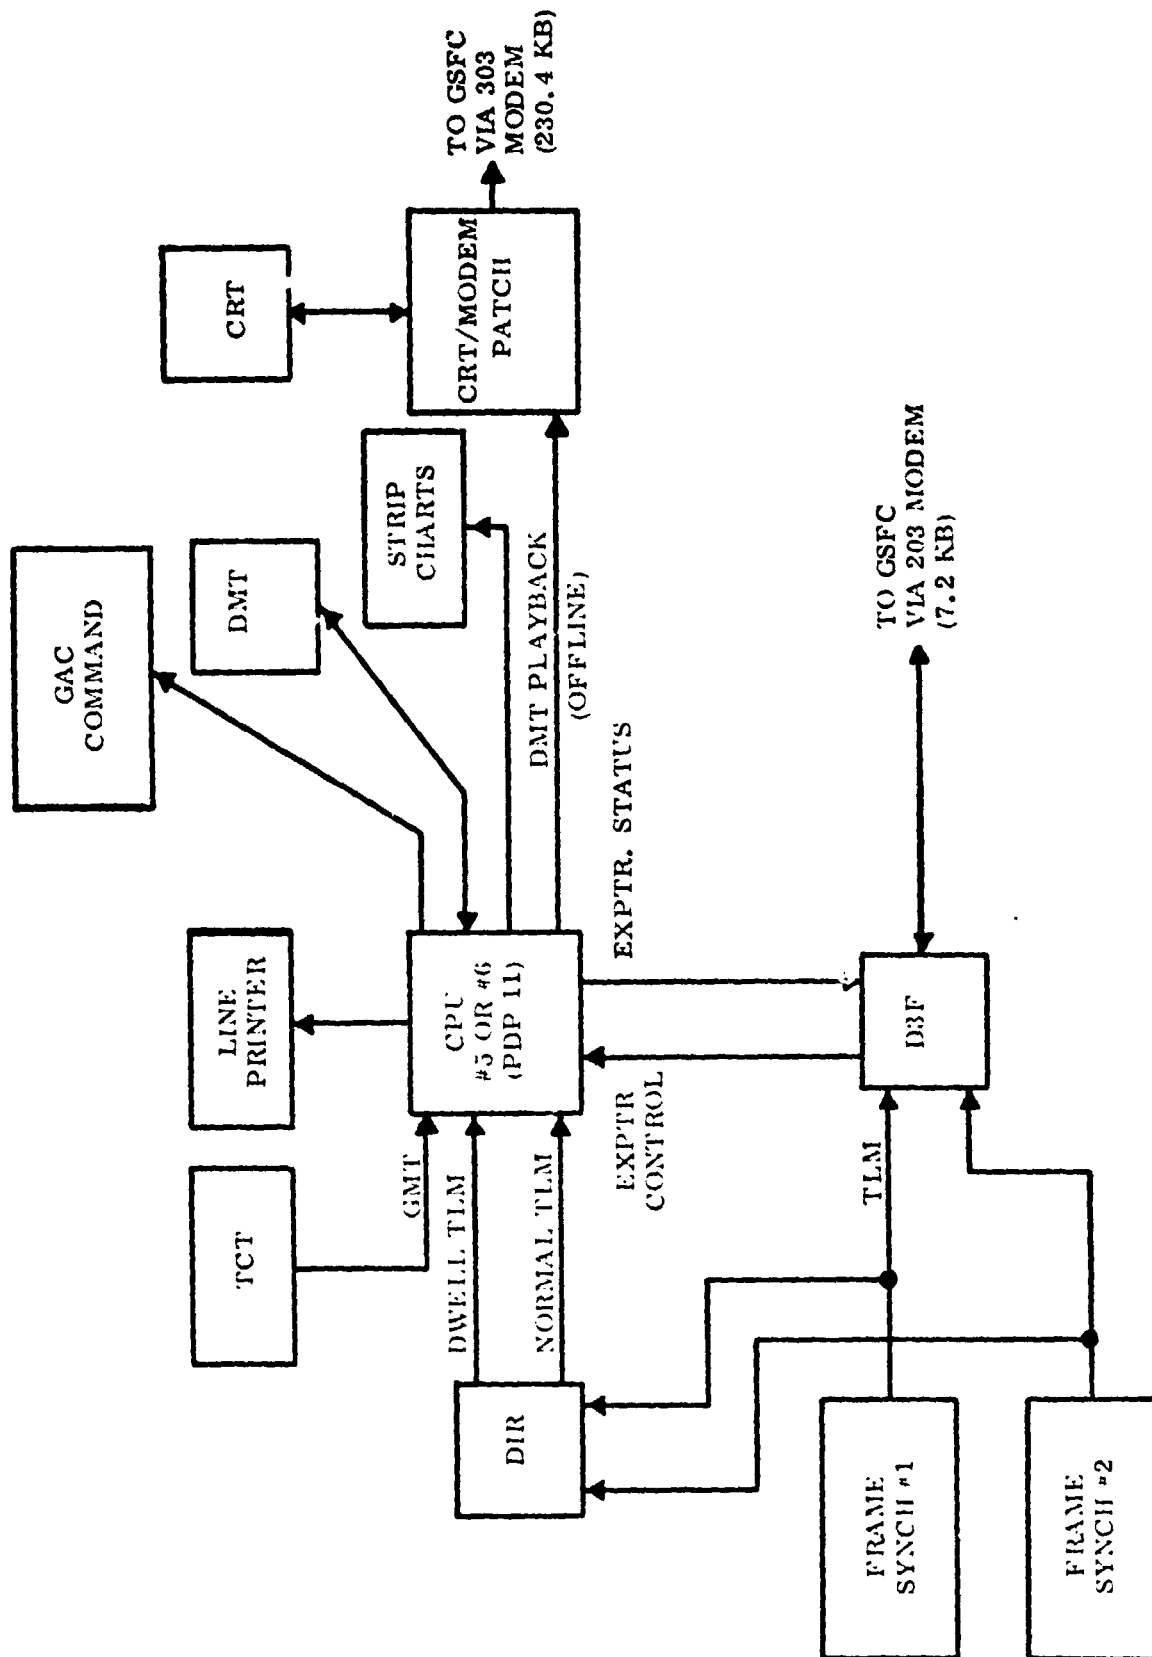 GAC
COMMAND
LINE
PRINTER
DMT
CRT
TCT
STRIP
CHARTS
CRT/MODEM
PATCH
TO GSFC
VIA 303
MODEM
(230.4 KB)
GMT
DWELL TLM
NORMAL TLM
CPU
#5 OR #6
(PDP 11)
DMT PLAYBACK
(OFFLINE)
DIR
EXPTR
CONTROL
EXPTR. STATUS
TLM
D3F
TO GSFC
VIA 203 MODEM
(7.2 KB)
FRAME
SYNCH #1
FRAME
SYNCH #2